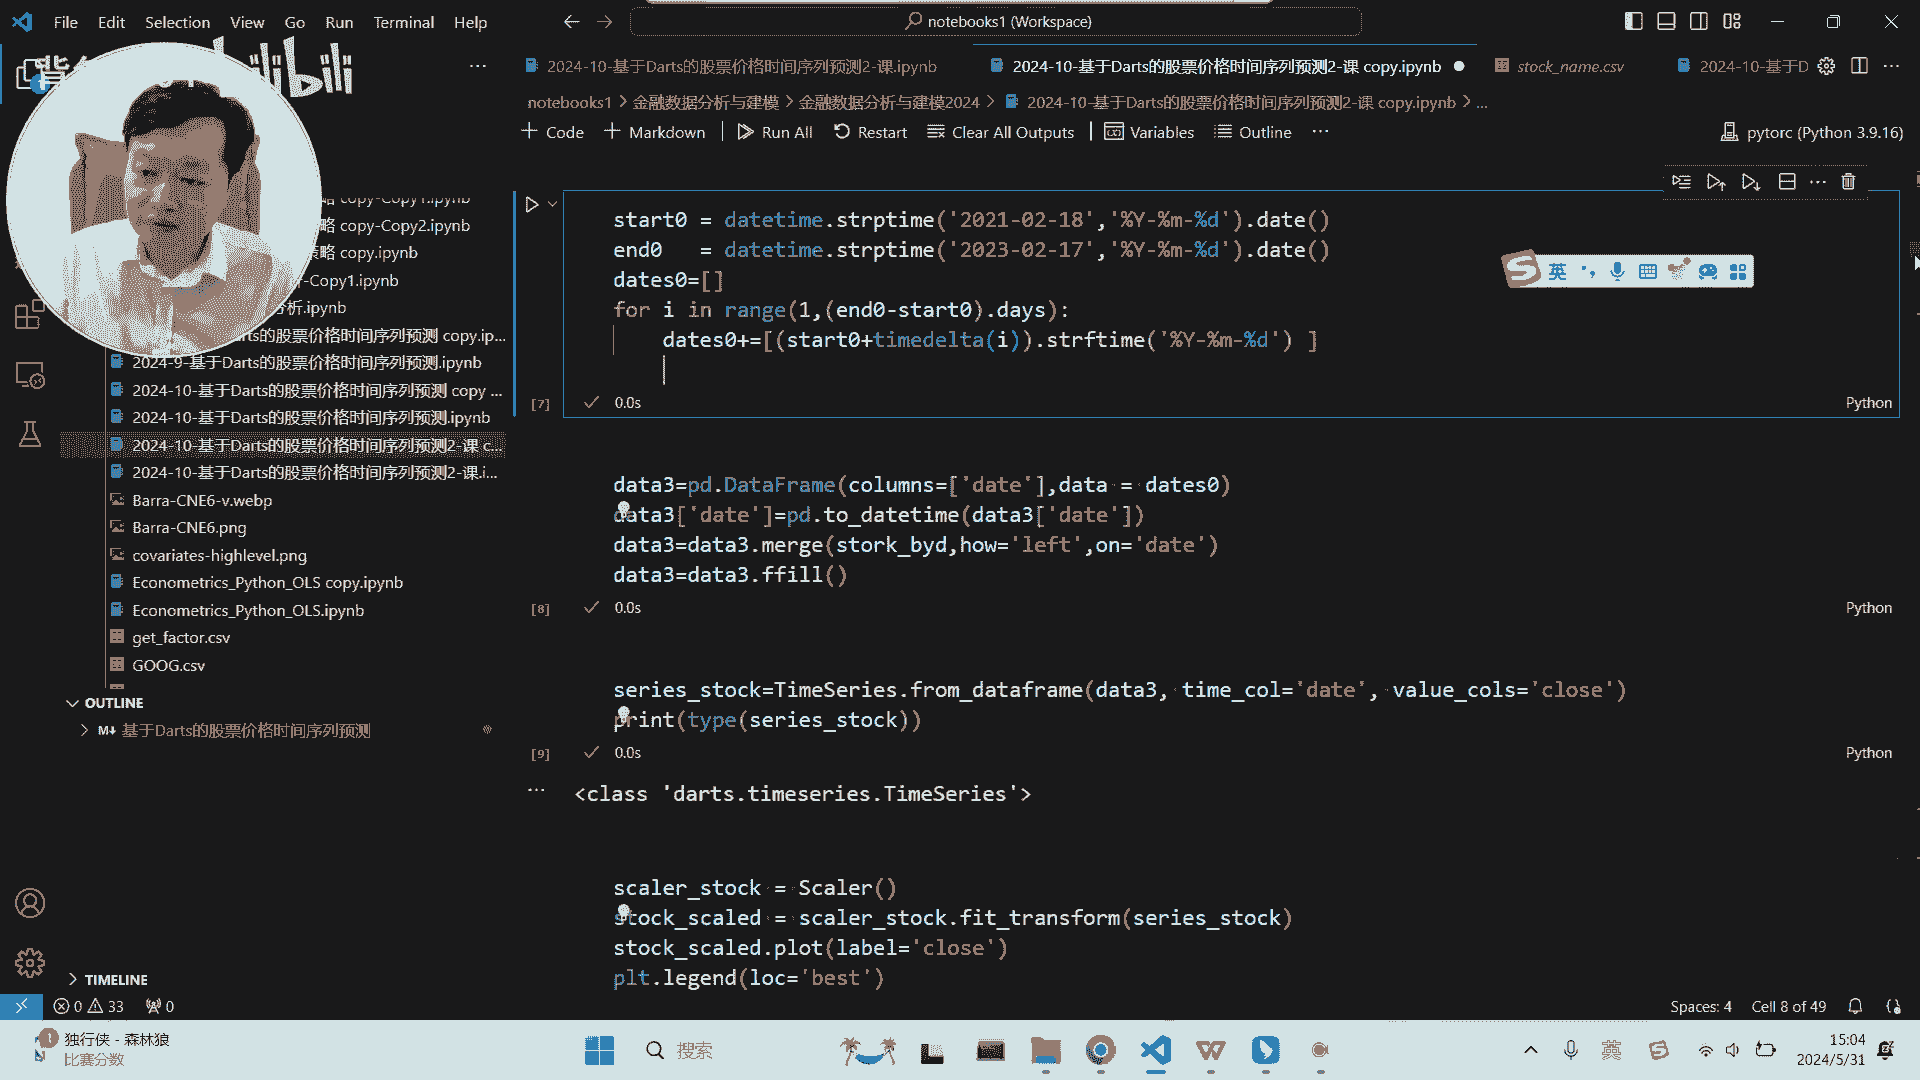 File Edit Selection View Go Run Terminal Help
notebooks1 (Workspace)
bilibili
2024-10-基于Darts的股票价格时间序列预测2-课.ipynb
2024-10-基于Darts的股票价格时间序列预测2-课 copy.ipynb
stock_name.csv
2024-10-基于D
notebooks1 > 金融数据分析与建模 > 金融数据分析与建模2024 > 2024-10-基于Darts的股票价格时间序列预测2-课 copy.ipynb > ...
Code Markdown Run All Restart Clear All Outputs Variables Outline ...
pytorc (Python 3.9.16)
略 copy-Copy1.ipynb
略 copy-Copy2.ipynb
策略 copy.ipynb
-Copy1.ipynb
分析.ipynb
arts的股票价格时间序列预测 copy.ip...
2024-9-基于Darts的股票价格时间序列预测.ipynb
2024-10-基于Darts的股票价格时间序列预测 copy ...
2024-10-基于Darts的股票价格时间序列预测.ipynb
2024-10-基于Darts的股票价格时间序列预测2-课 c...
2024-10-基于Darts的股票价格时间序列预测2-课.i...
Barra-CNE6-v.webp
Barra-CNE6.png
covariates-highlevel.png
Econometrics_Python_OLS copy.ipynb
Econometrics_Python_OLS.ipynb
get_factor.csv
GOOG.csv
OUTLINE
M↓ 基于Darts的股票价格时间序列预测
TIMELINE
start0 = datetime.strptime('2021-02-18','%Y-%m-%d').date()
end0   = datetime.strptime('2023-02-17','%Y-%m-%d').date()
dates0=[]
for i in range(1,(end0-start0).days):
    dates0+=[(start0+timedelta(i)).strftime('%Y-%m-%d') ]
[7] 0.0s Python
英
data3=pd.DataFrame(columns=['date'],data = dates0)
data3['date']=pd.to_datetime(data3['date'])
data3=data3.merge(stork_byd,how='left',on='date')
data3=data3.ffill()
[8] 0.0s Python
series_stock=TimeSeries.from_dataframe(data3, time_col='date', value_cols='close')
print(type(series_stock))
[9] 0.0s Python
<class 'darts.timeseries.TimeSeries'>
scaler_stock = Scaler()
stock_scaled = scaler_stock.fit_transform(series_stock)
stock_scaled.plot(label='close')
plt.legend(loc='best')
0 33 0
Spaces: 4 Cell 8 of 49
独行侠 - 森林狼
比赛分数
搜索
英
15:04
2024/5/31